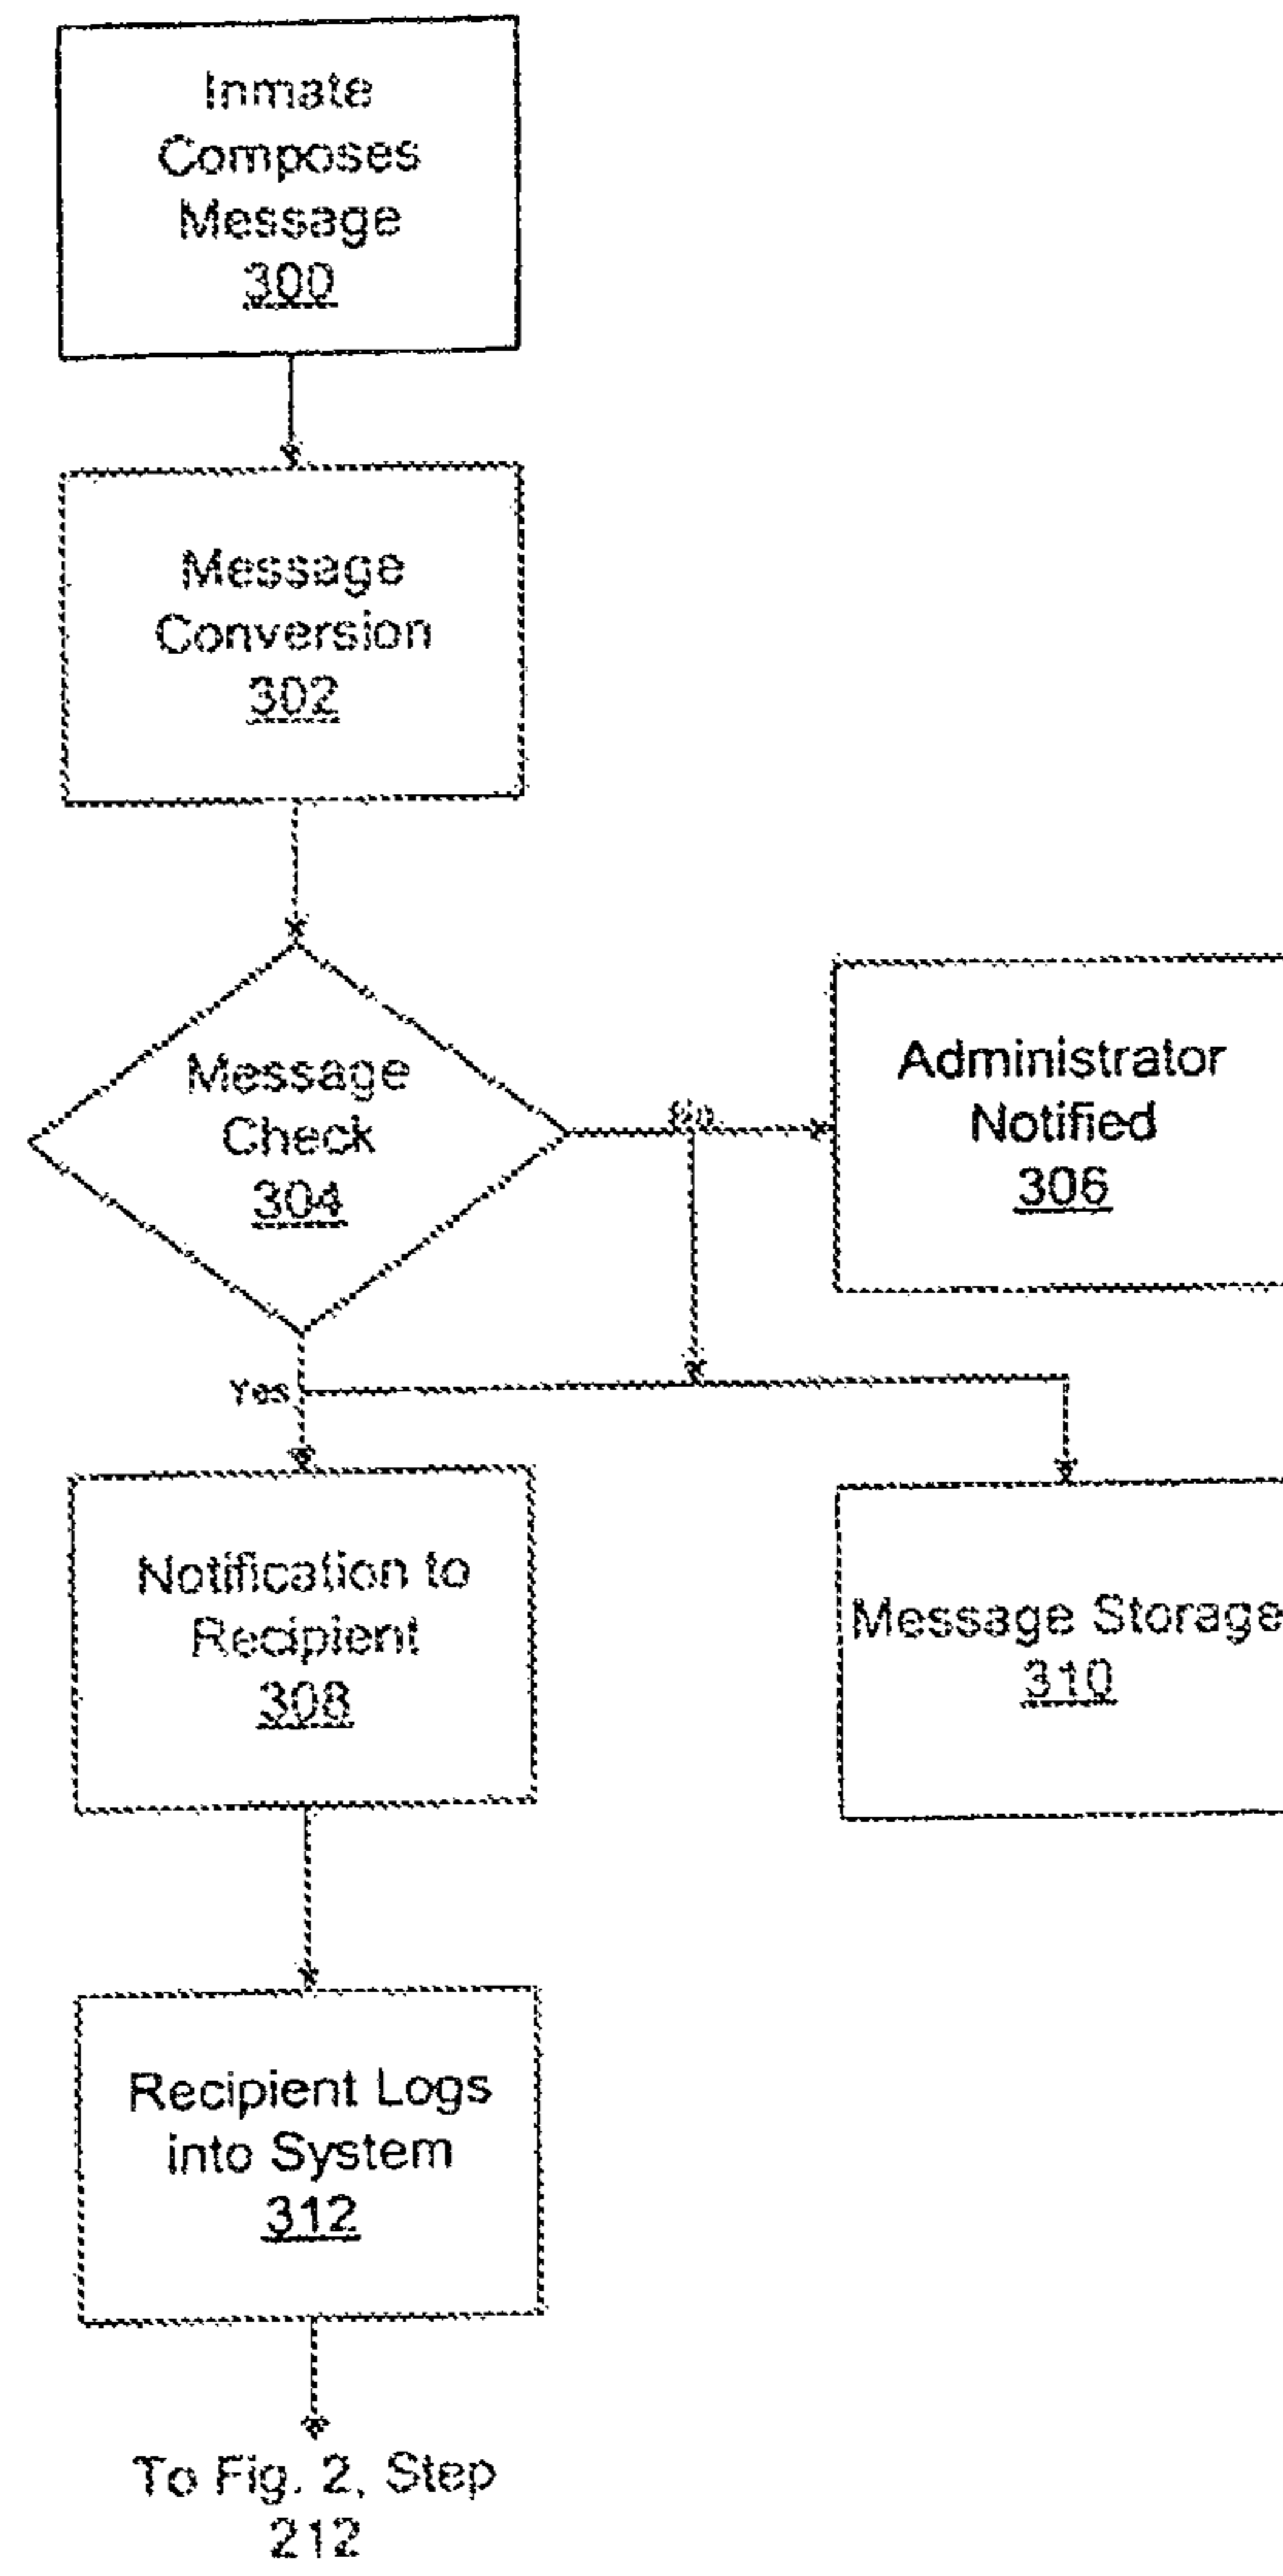 Inmate
Composes
Message
300
Message
Conversion
302
Message
Check
304
Administrator
Notified
306
Yes
Notification to
Recipient
308
Message Storage
310
Recipient Logs
into System
312
To Fig. 2, Step
212